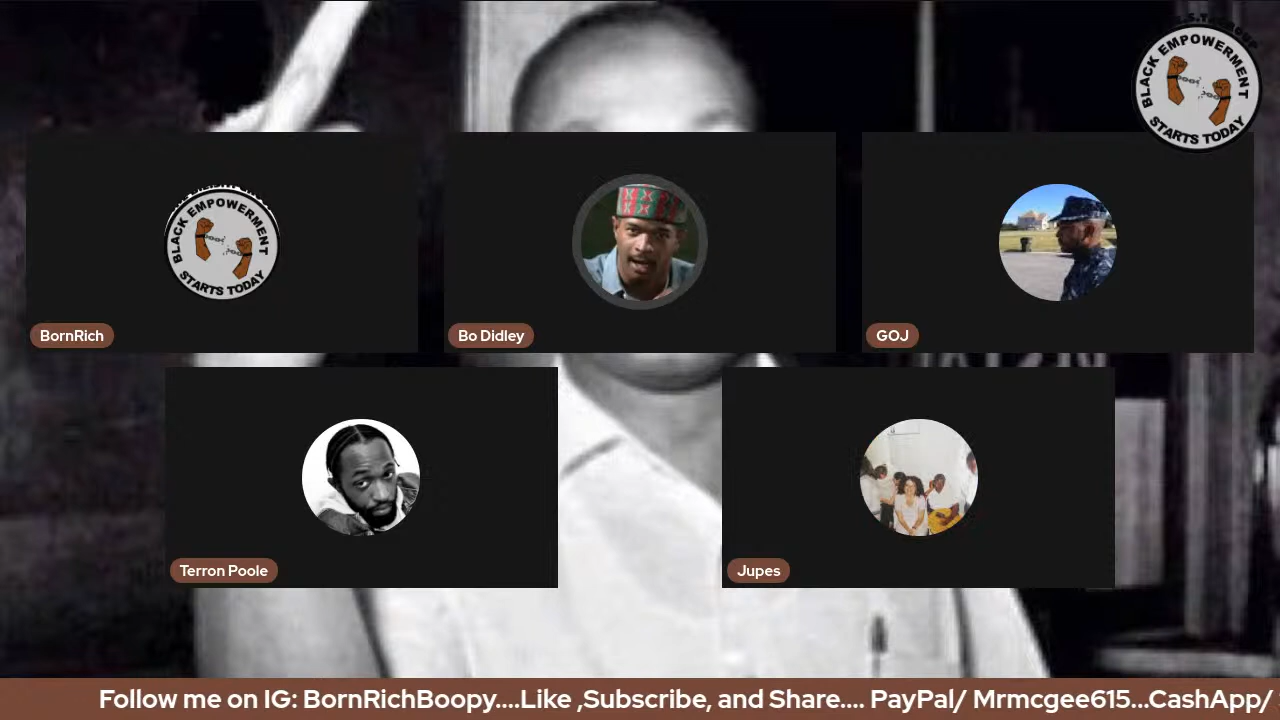 BLACK EMPOWERMENT
STARTS TODAY
BLACK EMPOWERMENT
STARTS TODAY
BornRich
Bo Didley
GOJ
Terron Poole
Jupes
Follow me on IG: BornRichBoopy....Like ,Subscribe, and Share.... PayPal/ Mrmcgee615...CashApp/